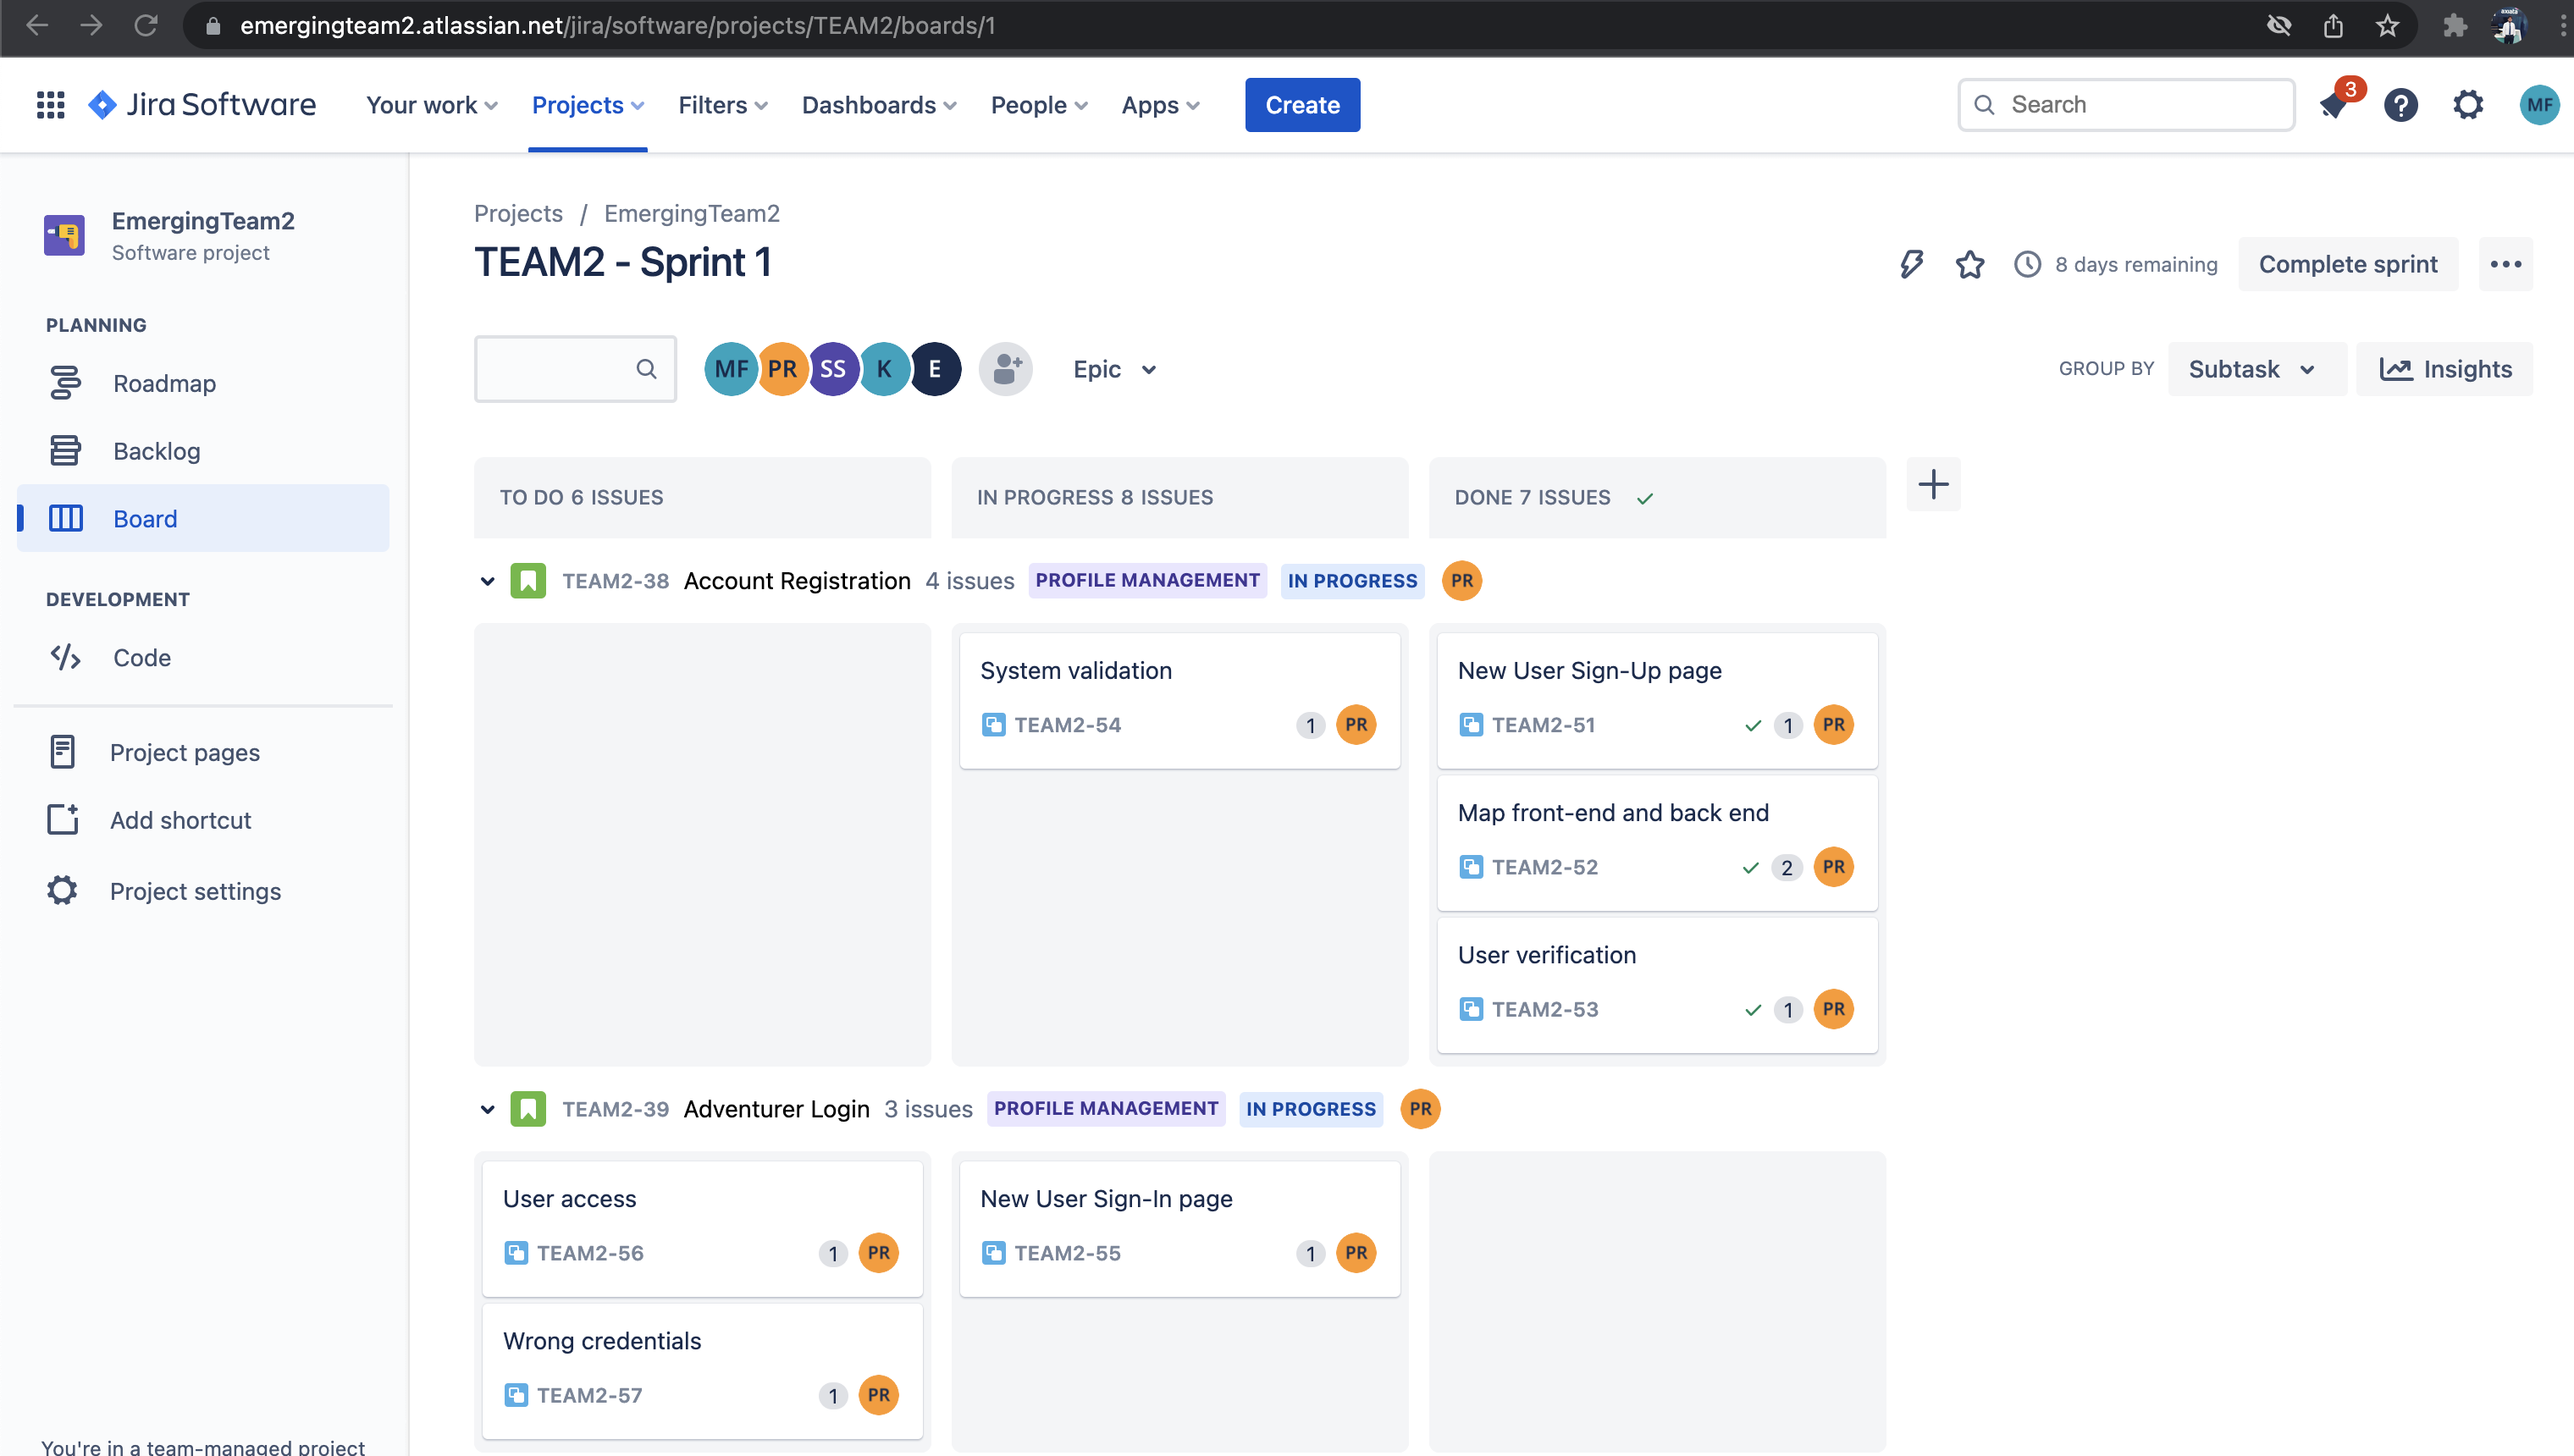 emergingteam2.atlassian.net/jira/software/projects/TEAM2/boards/1
Jira Software
Your work
Projects
Filters
Dashboards
People
Apps
Create
Search
3
MF
EmergingTeam2
Software project
PLANNING
Roadmap
Backlog
Board
DEVELOPMENT
Code
Project pages
Add shortcut
Project settings
You're in a team-managed project
Projects / EmergingTeam2
TEAM2 - Sprint 1
8 days remaining
Complete sprint
MF PR SS K E
Epic
GROUP BY
Subtask
Insights
TO DO 6 ISSUES
IN PROGRESS 8 ISSUES
DONE 7 ISSUES
TEAM2-38 Account Registration 4 issues PROFILE MANAGEMENT IN PROGRESS PR
System validation
TEAM2-54 1 PR
New User Sign-Up page
TEAM2-51 1 PR
Map front-end and back end
TEAM2-52 2 PR
User verification
TEAM2-53 1 PR
TEAM2-39 Adventurer Login 3 issues PROFILE MANAGEMENT IN PROGRESS PR
User access
TEAM2-56 1 PR
Wrong credentials
TEAM2-57 1 PR
New User Sign-In page
TEAM2-55 1 PR